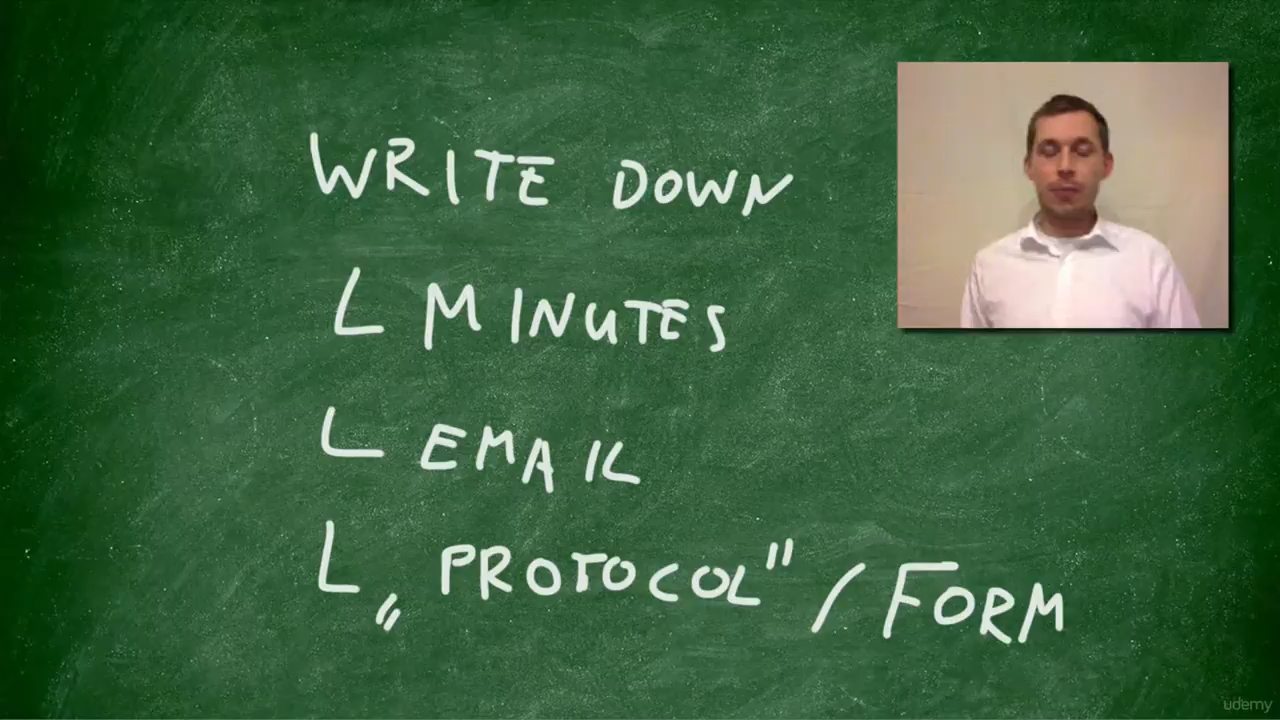 WRITE DOWN
L MINUTES
L EMAIL
L „PROTOCOL" / FORM
udemy